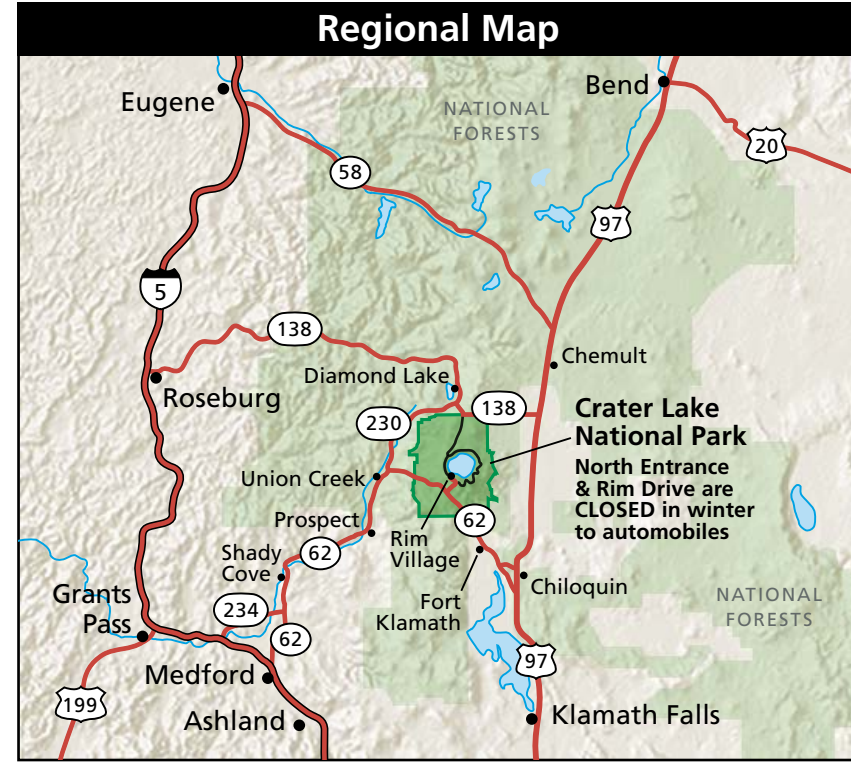 Regional Map
Eugene
Bend
NATIONAL
FORESTS
20
58
97
5
138
Chemult
Diamond Lake
Roseburg
230
138
Crater Lake
National Park
North Entrance
& Rim Drive are
CLOSED in winter
to automobiles
Union Creek
Prospect
62
Rim
Village
Shady
Cove
62
Grants
Pass
234
62
Fort
Klamath
Chiloquin
NATIONAL
FORESTS
Medford
97
199
Ashland
Klamath Falls